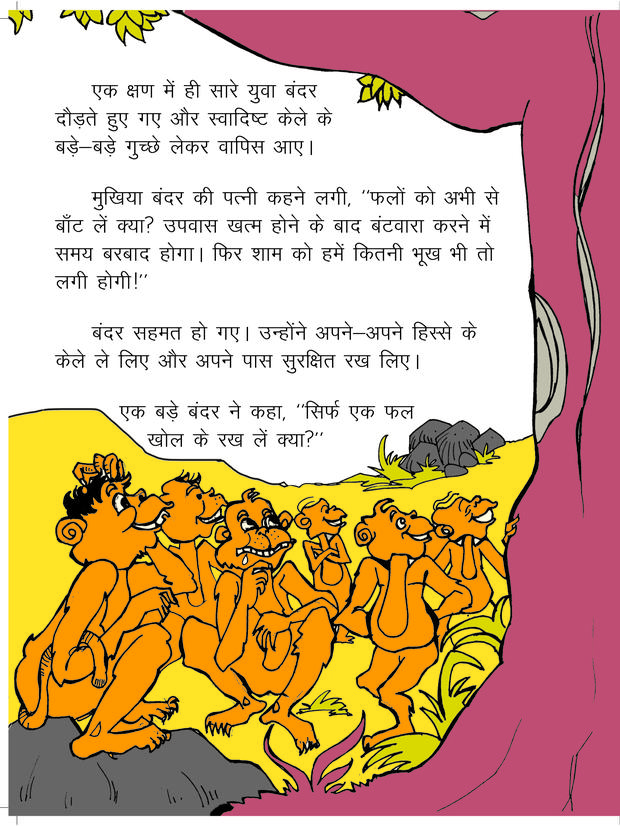 एक क्षण में ही सारे युवा बंदर
दौड़ते हुए गए और स्वादिष्ट केले के
बड़े–बड़े गुच्छे लेकर वापिस आए।
मुखिया बंदर की पत्नी कहने लगी, ''फलों को अभी से
बाँट लें क्या? उपवास खत्म होने के बाद बंटवारा करने में
समय बरबाद होगा। फिर शाम को हमें कितनी भूख भी तो
लगी होगी!''
बंदर सहमत हो गए। उन्होंने अपने–अपने हिस्से के
केले ले लिए और अपने पास सुरक्षित रख लिए।
एक बड़े बंदर ने कहा, ''सिर्फ एक फल
खोल के रख लें क्या?''